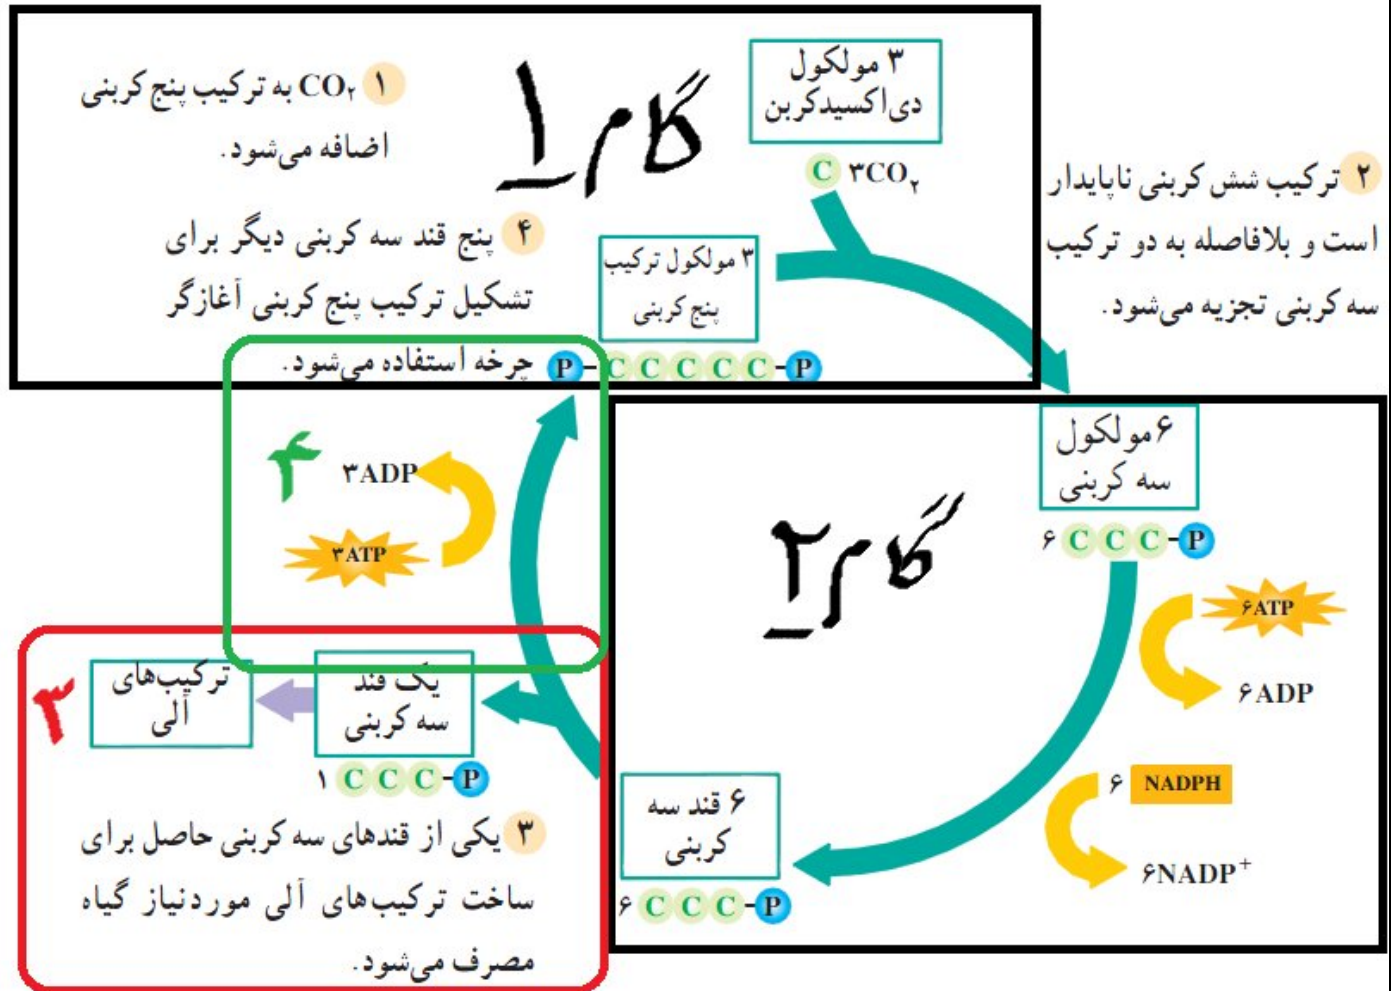 ۱ CO۲ به ترکیب پنج کربنی
اضافه می‌شود.
گام ۱
۳ مولکول
دی‌اکسیدکربن
C ۳CO۲
۲ ترکیب شش کربنی ناپایدار
است و بلافاصله به دو ترکیب
سه کربنی تجزیه می‌شود.
۴ پنج قند سه کربنی دیگر برای
تشکیل ترکیب پنج کربنی آغازگر
چرخه استفاده می‌شود.
۳ مولکول ترکیب
پنج کربنی
P-C C C C C-P
۶ مولکول
سه کربنی
۶ C C C-P
گام ۲
۶ATP
۶ADP
۶ NADPH
۶NADP+
۶ قند سه
کربنی
۶ C C C-P
۴
۳ADP
۳ATP
۳
ترکیب‌های
آلی
یک قند
سه کربنی
۱ C C C-P
۳ یکی از قندهای سه کربنی حاصل برای
ساخت ترکیب‌های آلی موردنیاز گیاه
مصرف می‌شود.